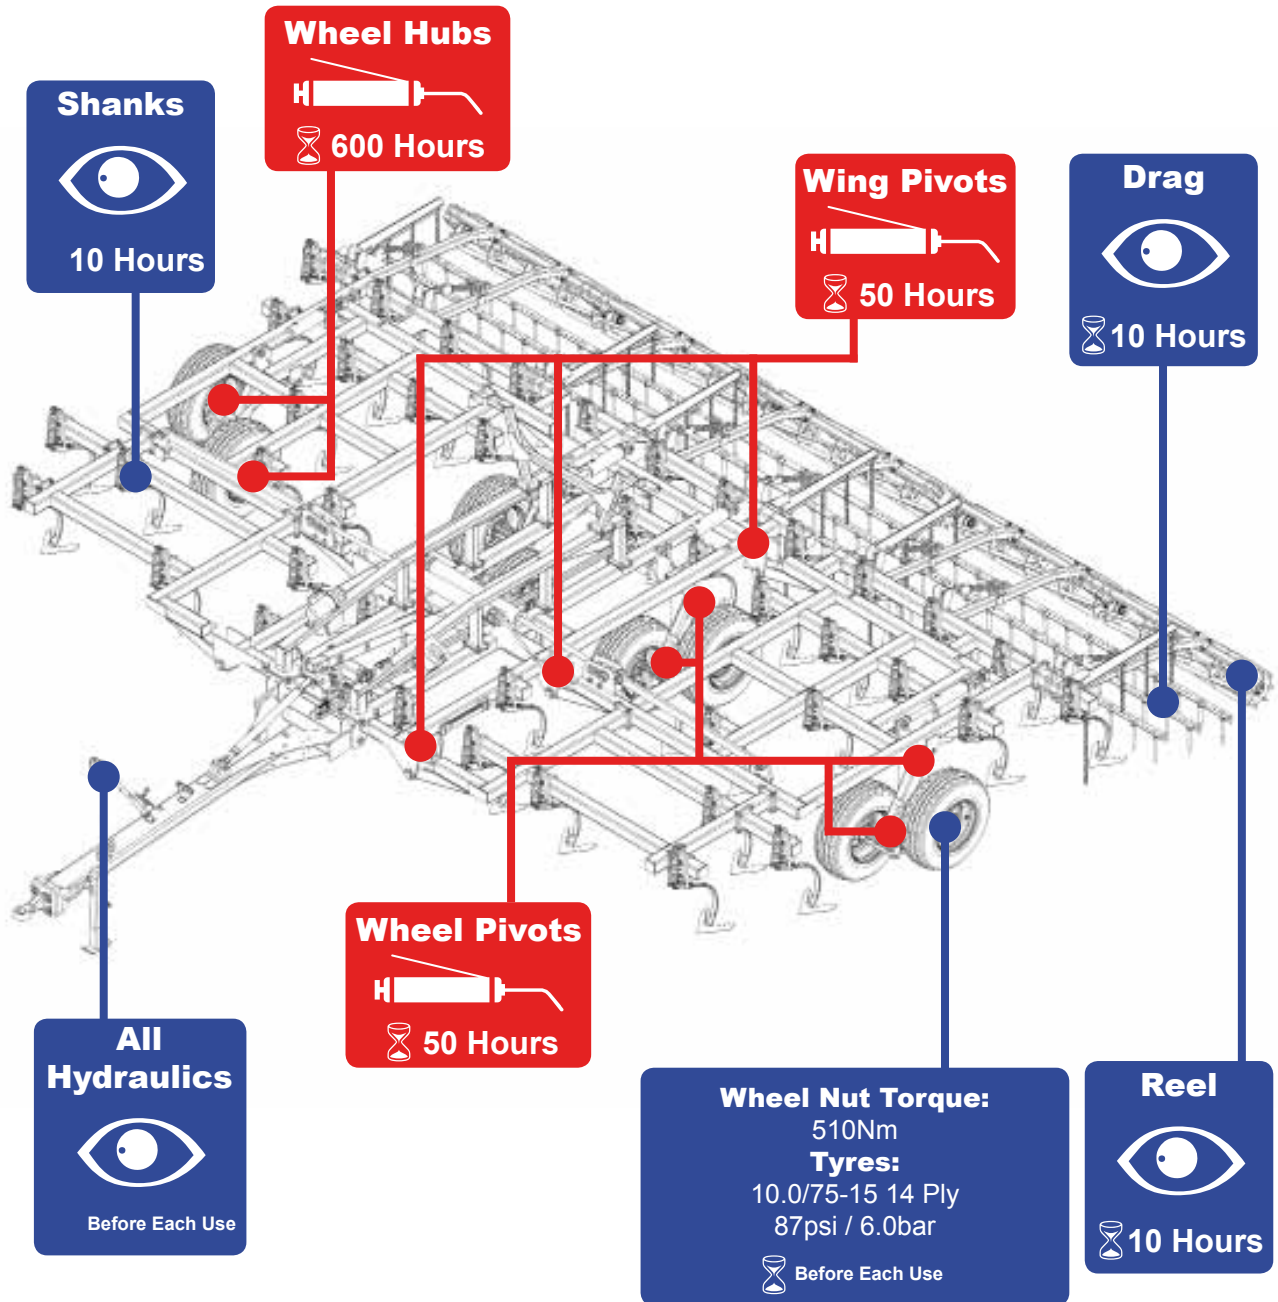 Wheel Hubs
600 Hours
Shanks
10 Hours
Wing Pivots
50 Hours
Drag
10 Hours
Wheel Pivots
50 Hours
All
Hydraulics
Before Each Use
Wheel Nut Torque:
510Nm
Tyres:
10.0/75-15 14 Ply
87psi / 6.0bar
Before Each Use
Reel
10 Hours